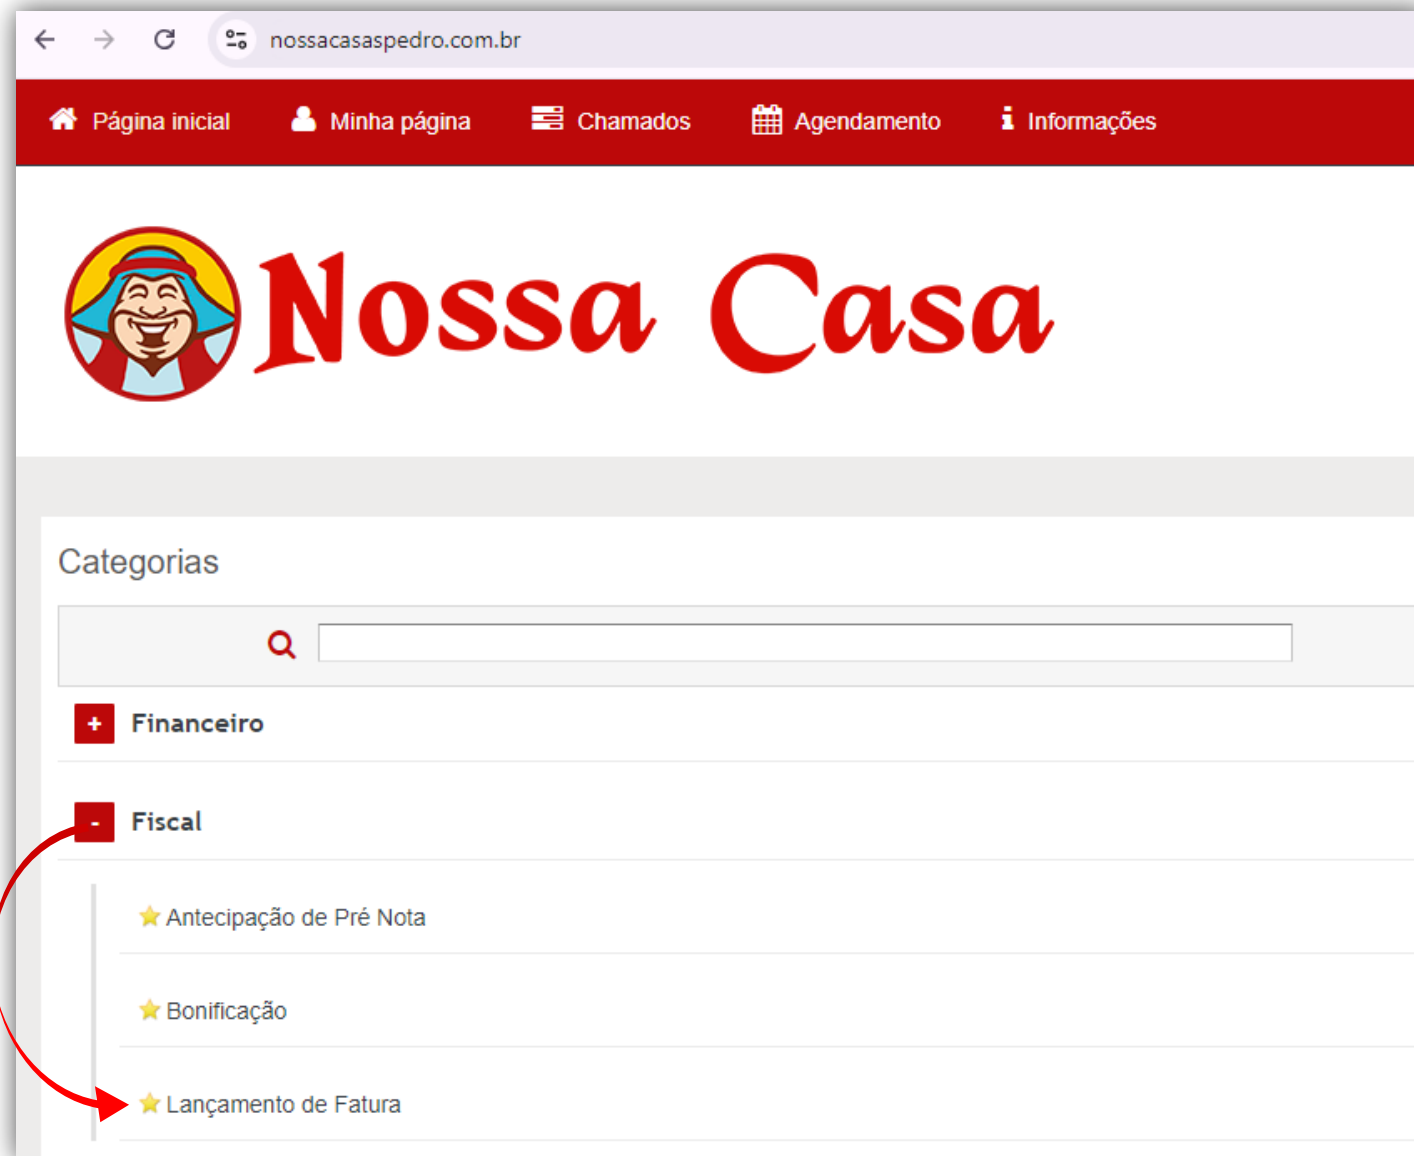 nossacasaspedro.com.br
Página inicial Minha página Chamados Agendamento Informações
Nossa Casa
Categorias
+ Financeiro
- Fiscal
Antecipação de Pré Nota
Bonificação
Lançamento de Fatura